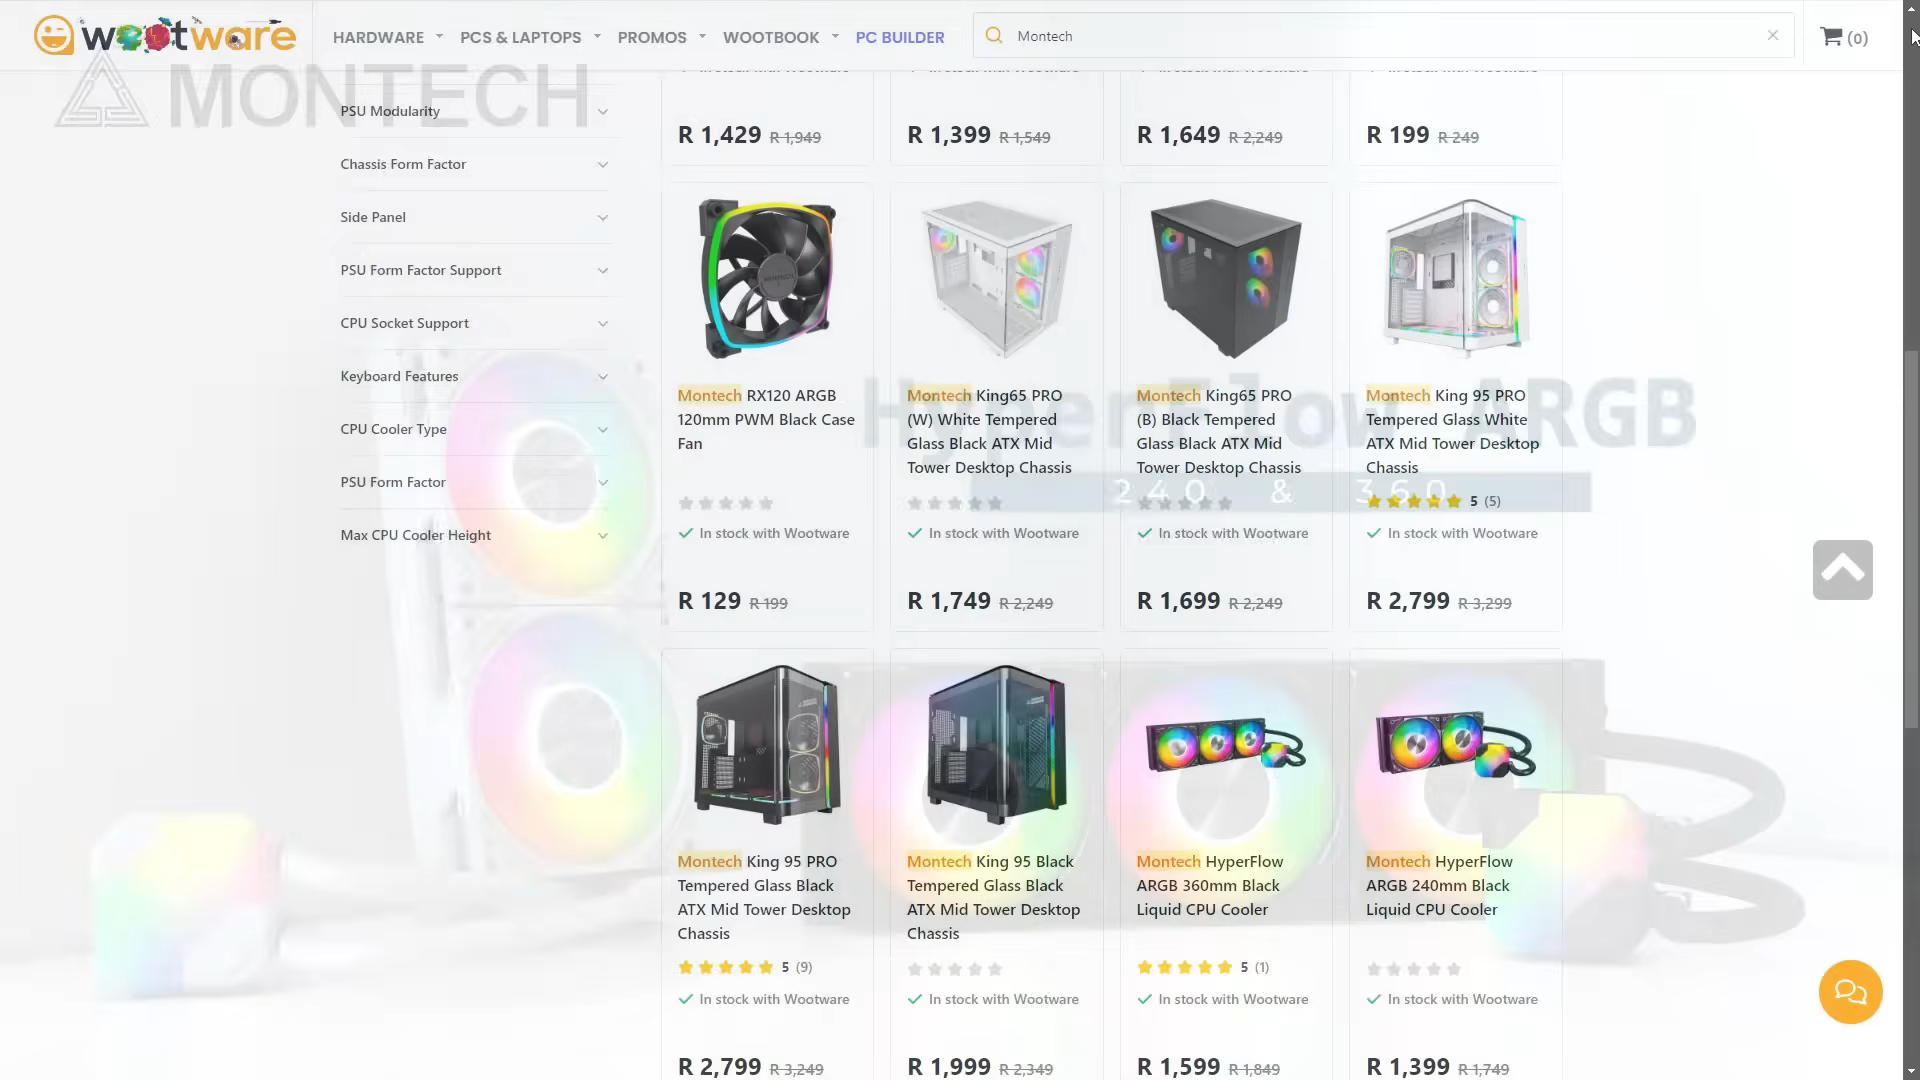 wootware
HARDWARE
PCS & LAPTOPS
PROMOS
WOOTBOOK
PC BUILDER
Montech
(0)
MONTECH
PSU Modularity
Chassis Form Factor
Side Panel
PSU Form Factor Support
CPU Socket Support
Keyboard Features
CPU Cooler Type
PSU Form Factor
Max CPU Cooler Height
R 1,429 R 1,949
R 1,399 R 1,549
R 1,649 R 2,249
R 199 R 249
HyperFlow ARGB
240 & 360
Montech RX120 ARGB
120mm PWM Black Case
Fan
In stock with Wootware
R 129 R 199
Montech King65 PRO
(W) White Tempered
Glass Black ATX Mid
Tower Desktop Chassis
In stock with Wootware
R 1,749 R 2,249
Montech King65 PRO
(B) Black Tempered
Glass Black ATX Mid
Tower Desktop Chassis
In stock with Wootware
R 1,699 R 2,249
Montech King 95 PRO
Tempered Glass White
ATX Mid Tower Desktop
Chassis
5 (5)
In stock with Wootware
R 2,799 R 3,299
Montech King 95 PRO
Tempered Glass Black
ATX Mid Tower Desktop
Chassis
5 (9)
In stock with Wootware
R 2,799 R 3,249
Montech King 95 Black
Tempered Glass Black
ATX Mid Tower Desktop
Chassis
In stock with Wootware
R 1,999 R 2,349
Montech HyperFlow
ARGB 360mm Black
Liquid CPU Cooler
5 (1)
In stock with Wootware
R 1,599 R 1,849
Montech HyperFlow
ARGB 240mm Black
Liquid CPU Cooler
In stock with Wootware
R 1,399 R 1,749